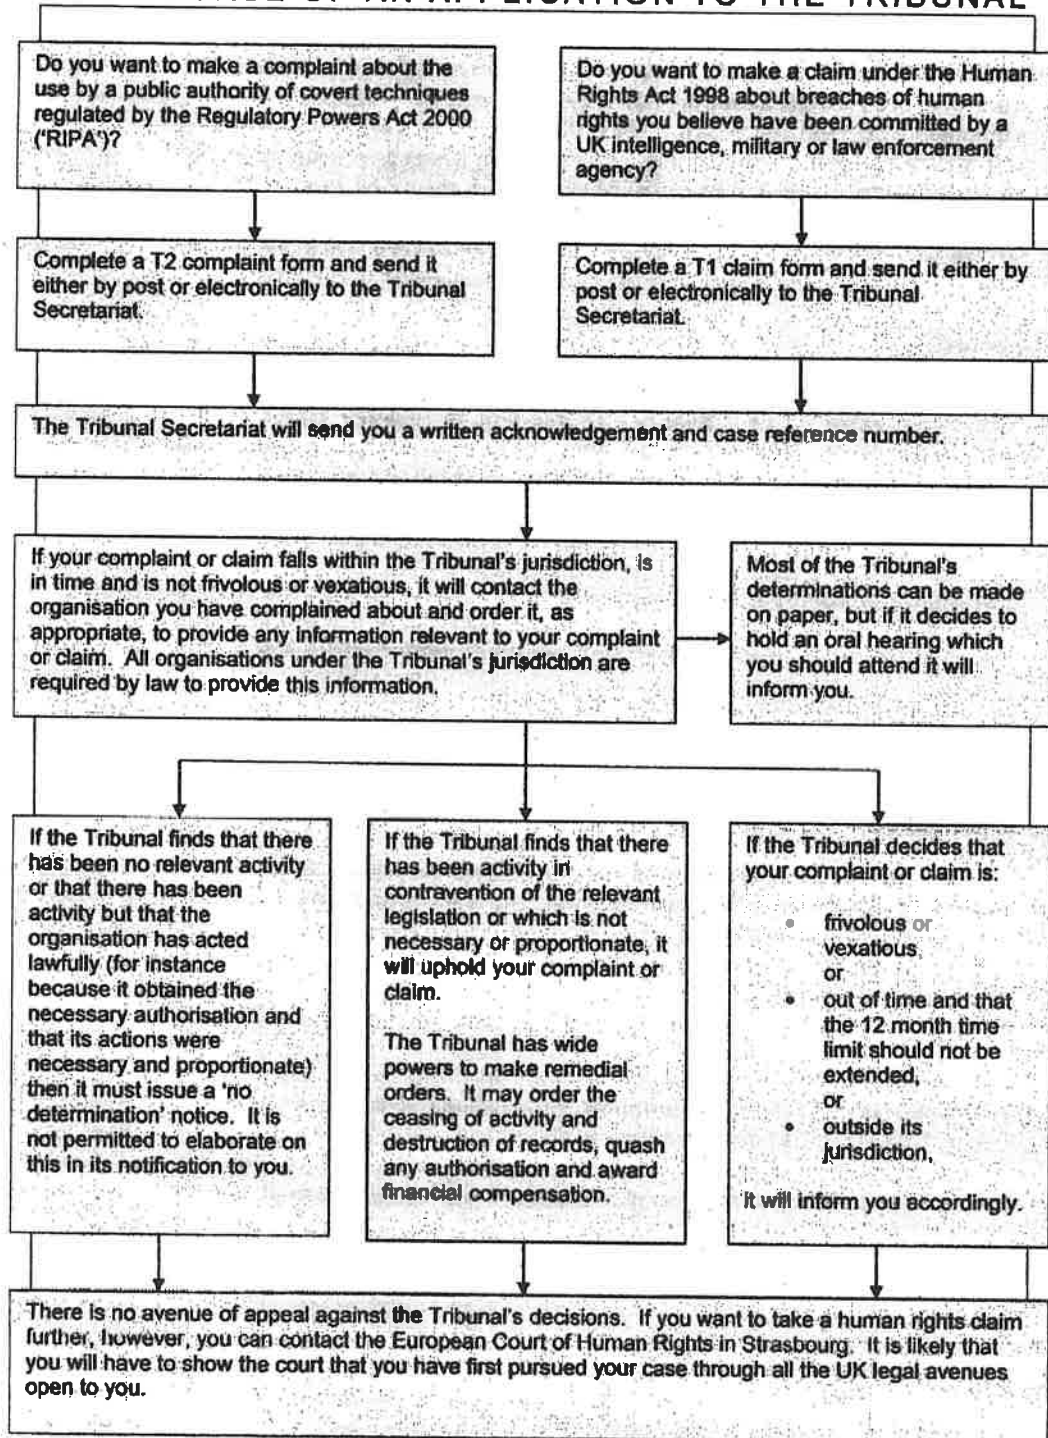 OF AN APPLICATION TO THE TRIBUNAL
Do you want to make a complaint about the
use by a public authority of covert techniques
regulated by the Regulatory Powers Act 2000
('RIPA')?
Do you want to make a claim under the Human
Rights Act 1998 about breaches of human
rights you believe have been committed by a
UK intelligence, military or law enforcement
agency?
Complete a T2 complaint form and send it
either by post or electronically to the Tribunal
Secretariat.
Complete a T1 claim form and send it either by
post or electronically to the Tribunal
Secretariat.
The Tribunal Secretariat will send you a written acknowledgement and case reference number.
If your complaint or claim falls within the Tribunal's jurisdiction, is
in time and is not frivolous or vexatious, it will contact the
organisation you have complained about and order it, as
appropriate, to provide any information relevant to your complaint
or claim. All organisations under the Tribunal's jurisdiction are
required by law to provide this information.
Most of the Tribunal's
determinations can be made
on paper, but if it decides to
hold an oral hearing which
you should attend it will
inform you.
If the Tribunal finds that there
has been no relevant activity
or that there has been
activity but that the
organisation has acted
lawfully (for instance
because it obtained the
necessary authorisation and
that its actions were
necessary and proportionate)
then it must issue a 'no
determination' notice. It is
not permitted to elaborate on
this in its notification to you.
If the Tribunal finds that there
has been activity in
contravention of the relevant
legislation or which is not
necessary or proportionate, it
will uphold your complaint or
claim.
The Tribunal has wide
powers to make remedial
orders. It may order the
ceasing of activity and
destruction of records, quash
any authorisation and award
financial compensation.
If the Tribunal decides that
your complaint or claim is:
• frivolous or
vexatious,
or
• out of time and that
the 12 month time
limit should not be
extended,
or
• outside its
jurisdiction,
it will inform you accordingly.
There is no avenue of appeal against the Tribunal's decisions. If you want to take a human rights claim
further, however, you can contact the European Court of Human Rights in Strasbourg. It is likely that
you will have to show the court that you have first pursued your case through all the UK legal avenues
open to you.